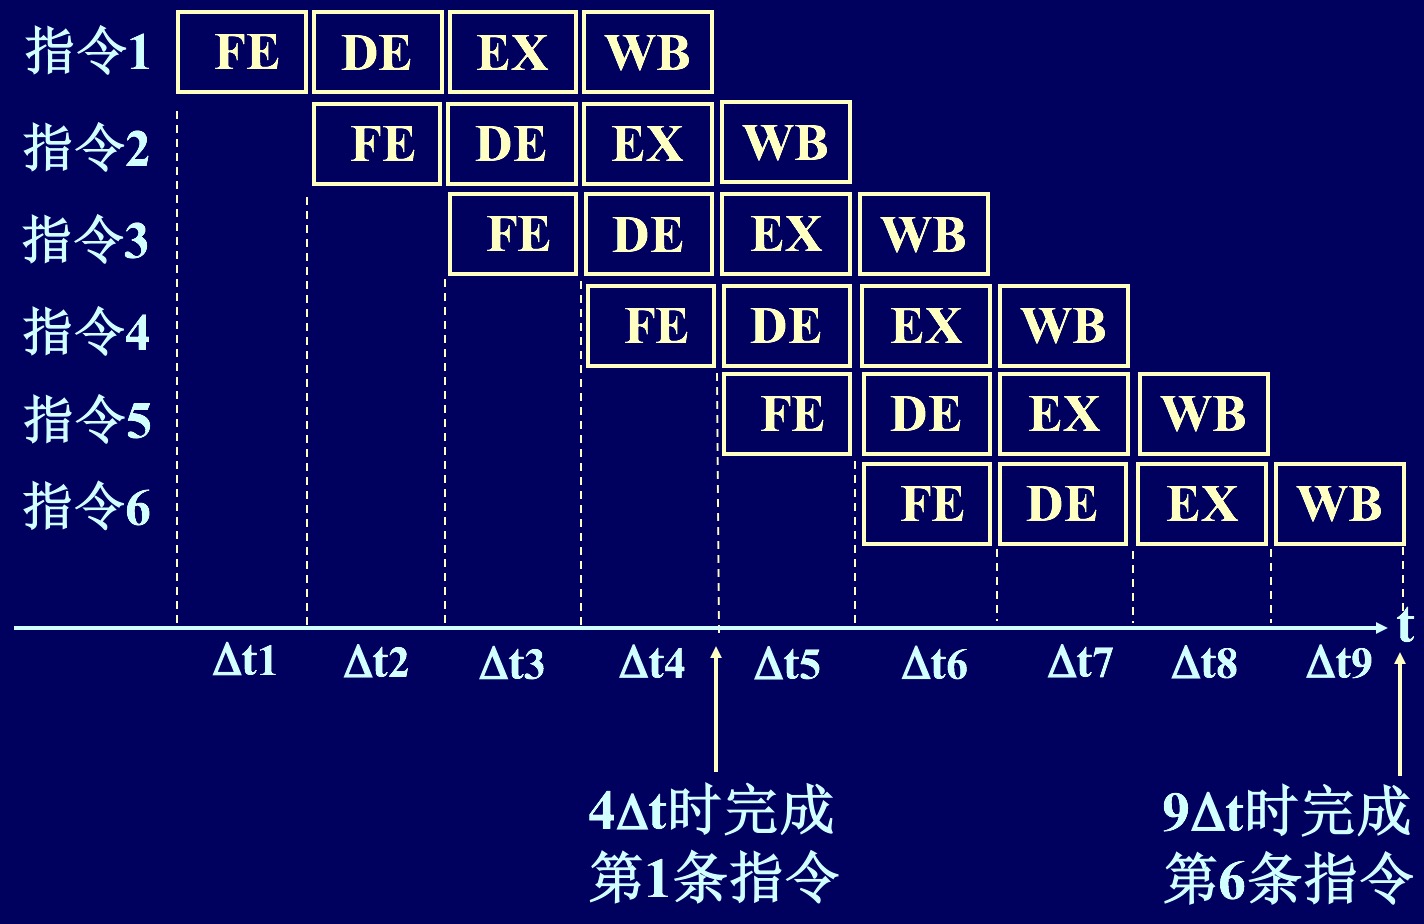 指令1 FE DE EX WB
指令2 FE DE EX WB
指令3 FE DE EX WB
指令4 FE DE EX WB
指令5 FE DE EX WB
指令6 FE DE EX WB
t
Δt1 Δt2 Δt3 Δt4 Δt5 Δt6 Δt7 Δt8 Δt9
4Δt时完成
第1条指令
9Δt时完成
第6条指令